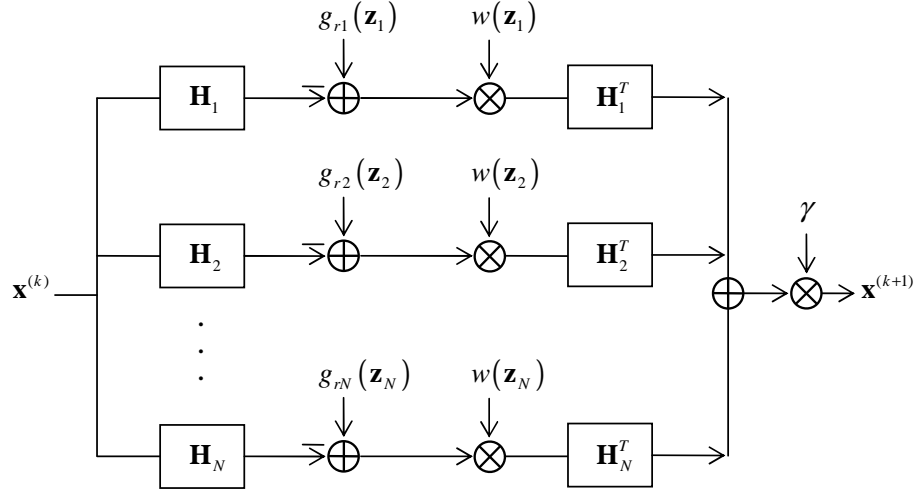 g_{r1}(𝐳_1) w(𝐳_1)
𝐇_1 𝐇_1^T
g_{r2}(𝐳_2) w(𝐳_2)
γ
𝐇_2 𝐇_2^T
𝐱^{(k)} 𝐱^{(k+1)}
g_{rN}(𝐳_N) w(𝐳_N)
𝐇_N 𝐇_N^T